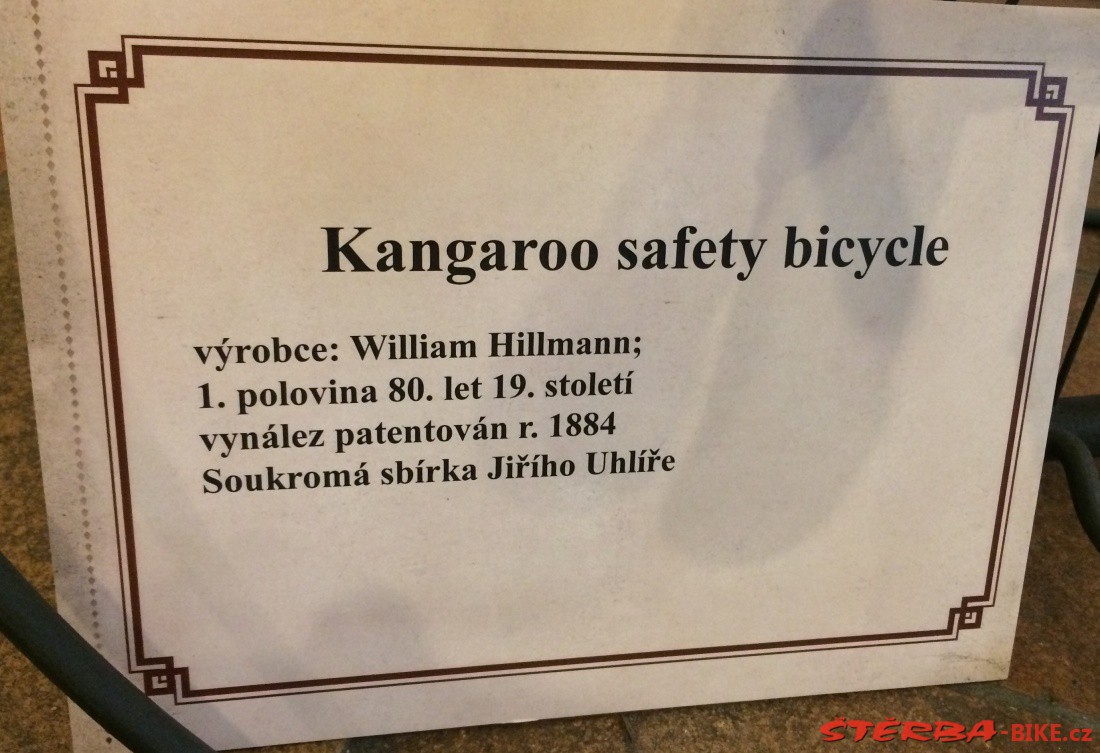 Kangaroo safety bicycle
výrobce: William Hillmann;
1. polovina 80. let 19. století
vynález patentován r. 1884
Soukromá sbírka Jiřího Uhlíře
ŠTĚRBA-BIKE.cz